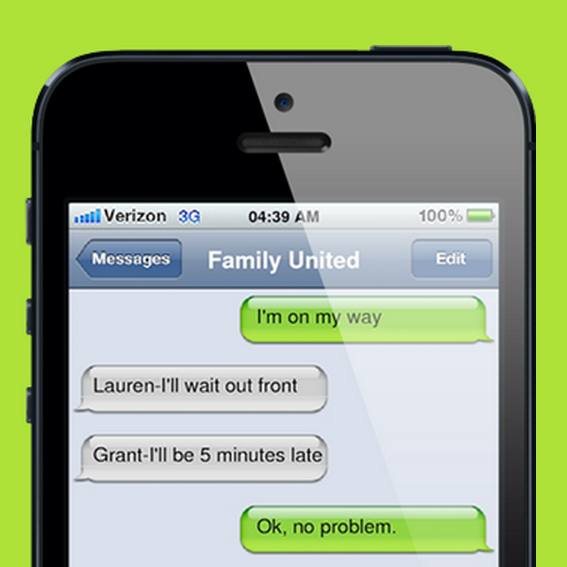 Verizon 3G 04:39 AM 100%
Messages Family United Edit
I'm on my way
Lauren-I'll wait out front
Grant-I'll be 5 minutes late
Ok, no problem.